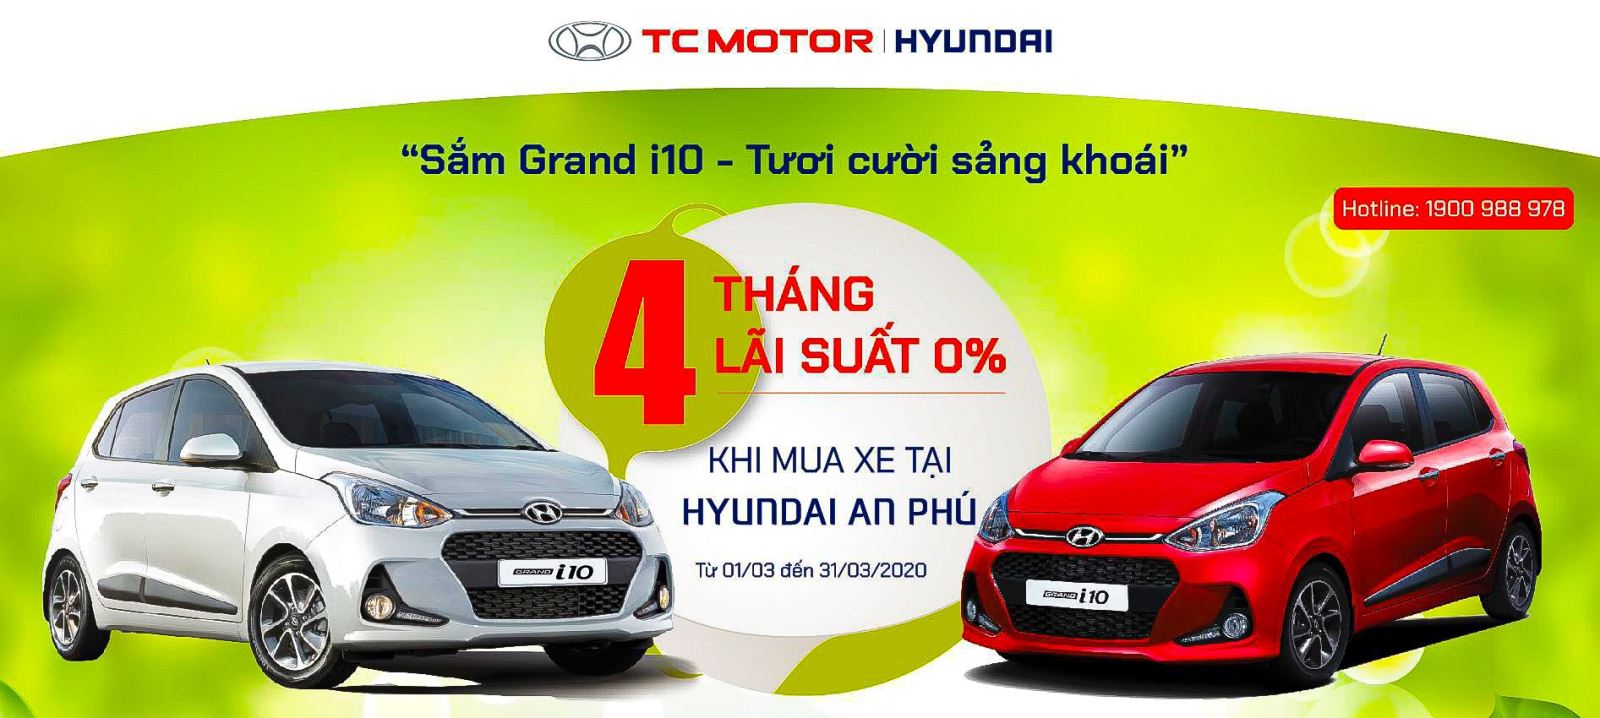 TC MOTOR | HYUNDAI
“Sắm Grand i10 - Tươi cười sảng khoái”
Hotline: 1900 988 978
4 THÁNG
LÃI SUẤT 0%
KHI MUA XE TẠI
HYUNDAI AN PHÚ
Từ 01/03 đến 31/03/2020
GRAND i10
GRAND i10